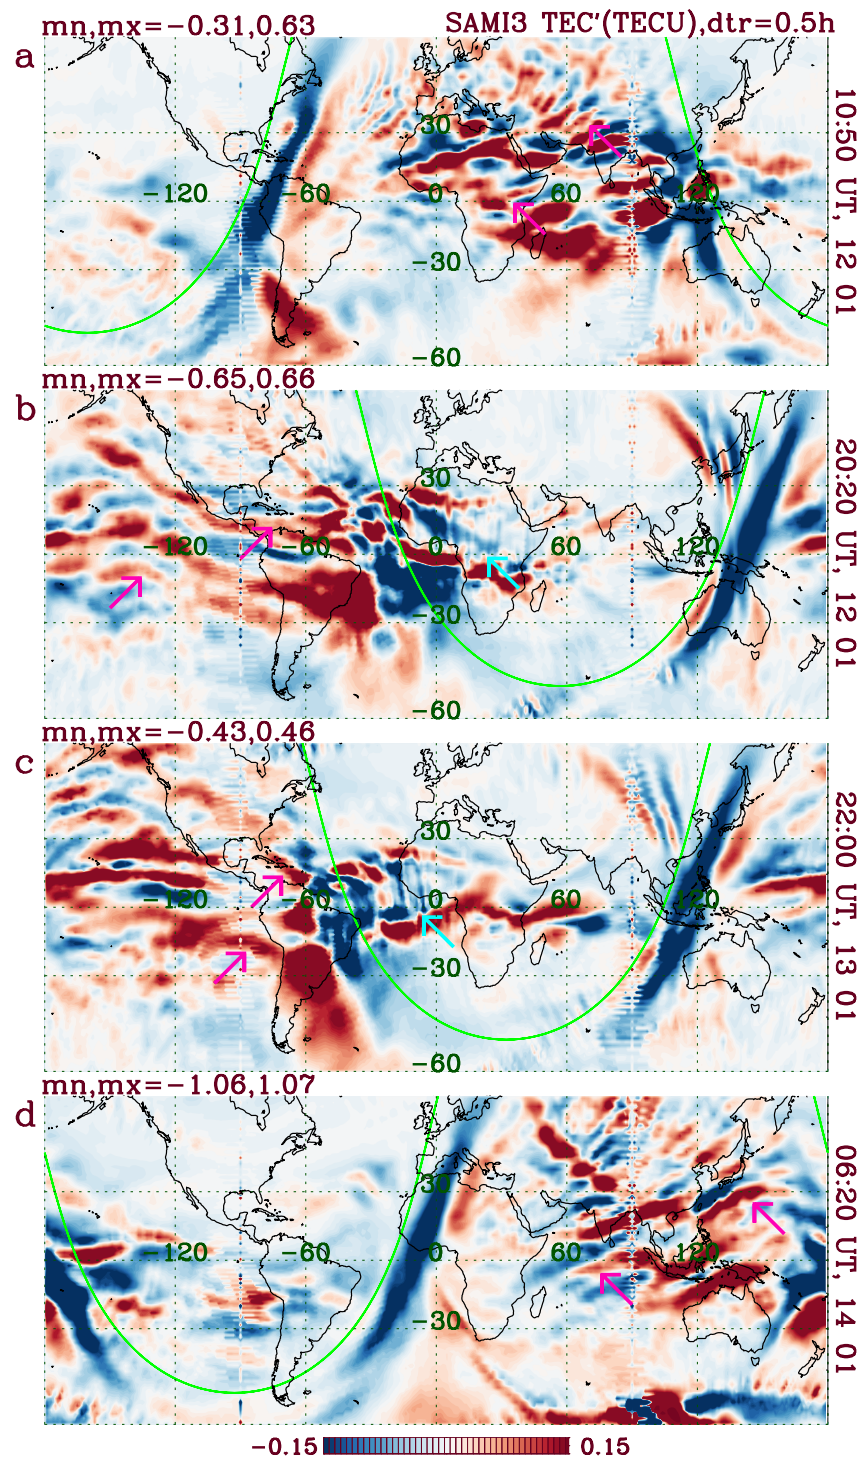 mn,mx=−0.31,0.63 SAMI3 TEC′(TECU),dtr=0.5h
a
30
−120 −60 0 60 120
−30
−60
10:50 UT, 12 01
mn,mx=−0.65,0.66
b
30
−120 −60 0 60 120
−30
−60
20:20 UT, 12 01
mn,mx=−0.43,0.46
c
30
−120 −60 0 60 120
−30
−60
22:00 UT, 13 01
mn,mx=−1.06,1.07
d
30
−120 −60 0 60 120
−30
06:20 UT, 14 01
−0.15 0.15